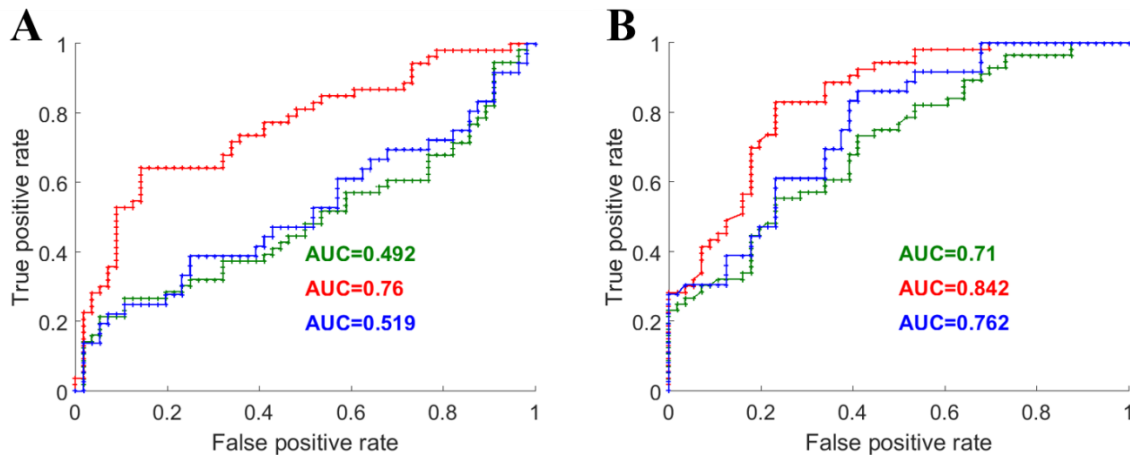 A
True positive rate
1
0.8
0.6
0.4
0.2
0
AUC=0.492
AUC=0.76
AUC=0.519
0 0.2 0.4 0.6 0.8 1
False positive rate
B
True positive rate
1
0.8
0.6
0.4
0.2
0
AUC=0.71
AUC=0.842
AUC=0.762
0 0.2 0.4 0.6 0.8 1
False positive rate